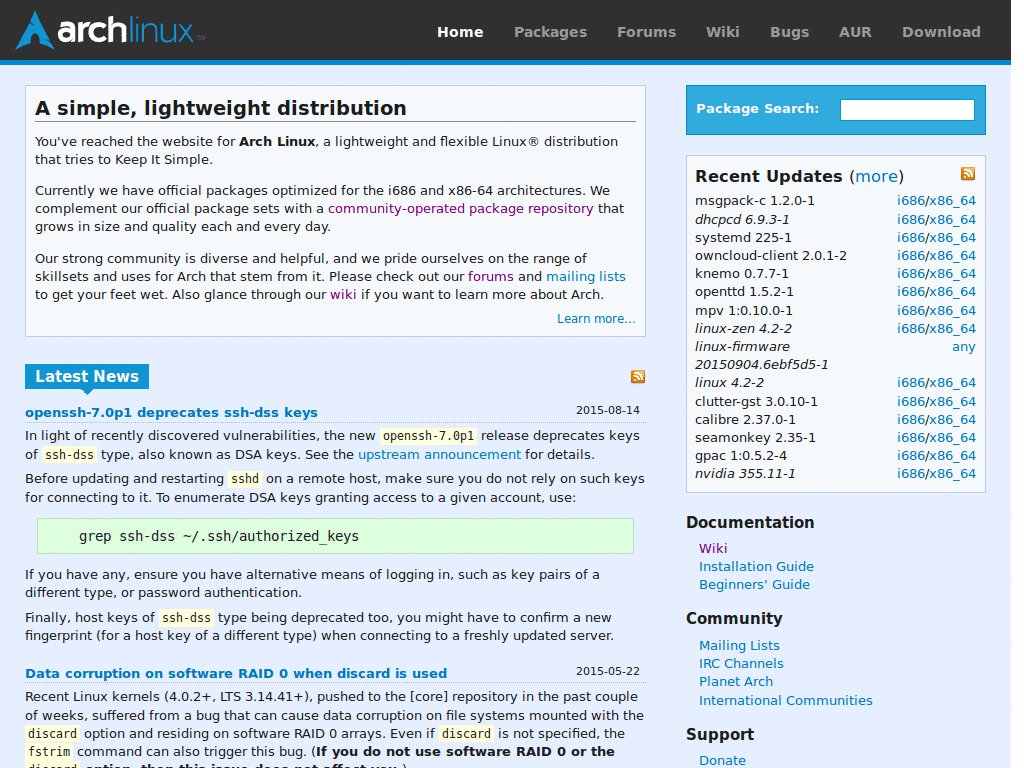 archlinux™
Home Packages Forums Wiki Bugs AUR Download
A simple, lightweight distribution
You've reached the website for Arch Linux, a lightweight and flexible Linux® distribution
that tries to Keep It Simple.
Currently we have official packages optimized for the i686 and x86-64 architectures. We
complement our official package sets with a community-operated package repository that
grows in size and quality each and every day.
Our strong community is diverse and helpful, and we pride ourselves on the range of
skillsets and uses for Arch that stem from it. Please check out our forums and mailing lists
to get your feet wet. Also glance through our wiki if you want to learn more about Arch.
Learn more...
Latest News
openssh-7.0p1 deprecates ssh-dss keys 2015-08-14
In light of recently discovered vulnerabilities, the new openssh-7.0p1 release deprecates keys
of ssh-dss type, also known as DSA keys. See the upstream announcement for details.
Before updating and restarting sshd on a remote host, make sure you do not rely on such keys
for connecting to it. To enumerate DSA keys granting access to a given account, use:
grep ssh-dss ~/.ssh/authorized_keys
If you have any, ensure you have alternative means of logging in, such as key pairs of a
different type, or password authentication.
Finally, host keys of ssh-dss type being deprecated too, you might have to confirm a new
fingerprint (for a host key of a different type) when connecting to a freshly updated server.
Data corruption on software RAID 0 when discard is used 2015-05-22
Recent Linux kernels (4.0.2+, LTS 3.14.41+), pushed to the [core] repository in the past couple
of weeks, suffered from a bug that can cause data corruption on file systems mounted with the
discard option and residing on software RAID 0 arrays. Even if discard is not specified, the
fstrim command can also trigger this bug. (If you do not use software RAID 0 or the
discard option, then this issue does not affect you.)
Package Search:
Recent Updates (more)
msgpack-c 1.2.0-1 i686/x86_64
dhcpcd 6.9.3-1 i686/x86_64
systemd 225-1 i686/x86_64
owncloud-client 2.0.1-2 i686/x86_64
knemo 0.7.7-1 i686/x86_64
openttd 1.5.2-1 i686/x86_64
mpv 1:0.10.0-1 i686/x86_64
linux-zen 4.2-2 i686/x86_64
linux-firmware any
20150904.6ebf5d5-1
linux 4.2-2 i686/x86_64
clutter-gst 3.0.10-1 i686/x86_64
calibre 2.37.0-1 i686/x86_64
seamonkey 2.35-1 i686/x86_64
gpac 1:0.5.2-4 i686/x86_64
nvidia 355.11-1 i686/x86_64
Documentation
Wiki
Installation Guide
Beginners' Guide
Community
Mailing Lists
IRC Channels
Planet Arch
International Communities
Support
Donate